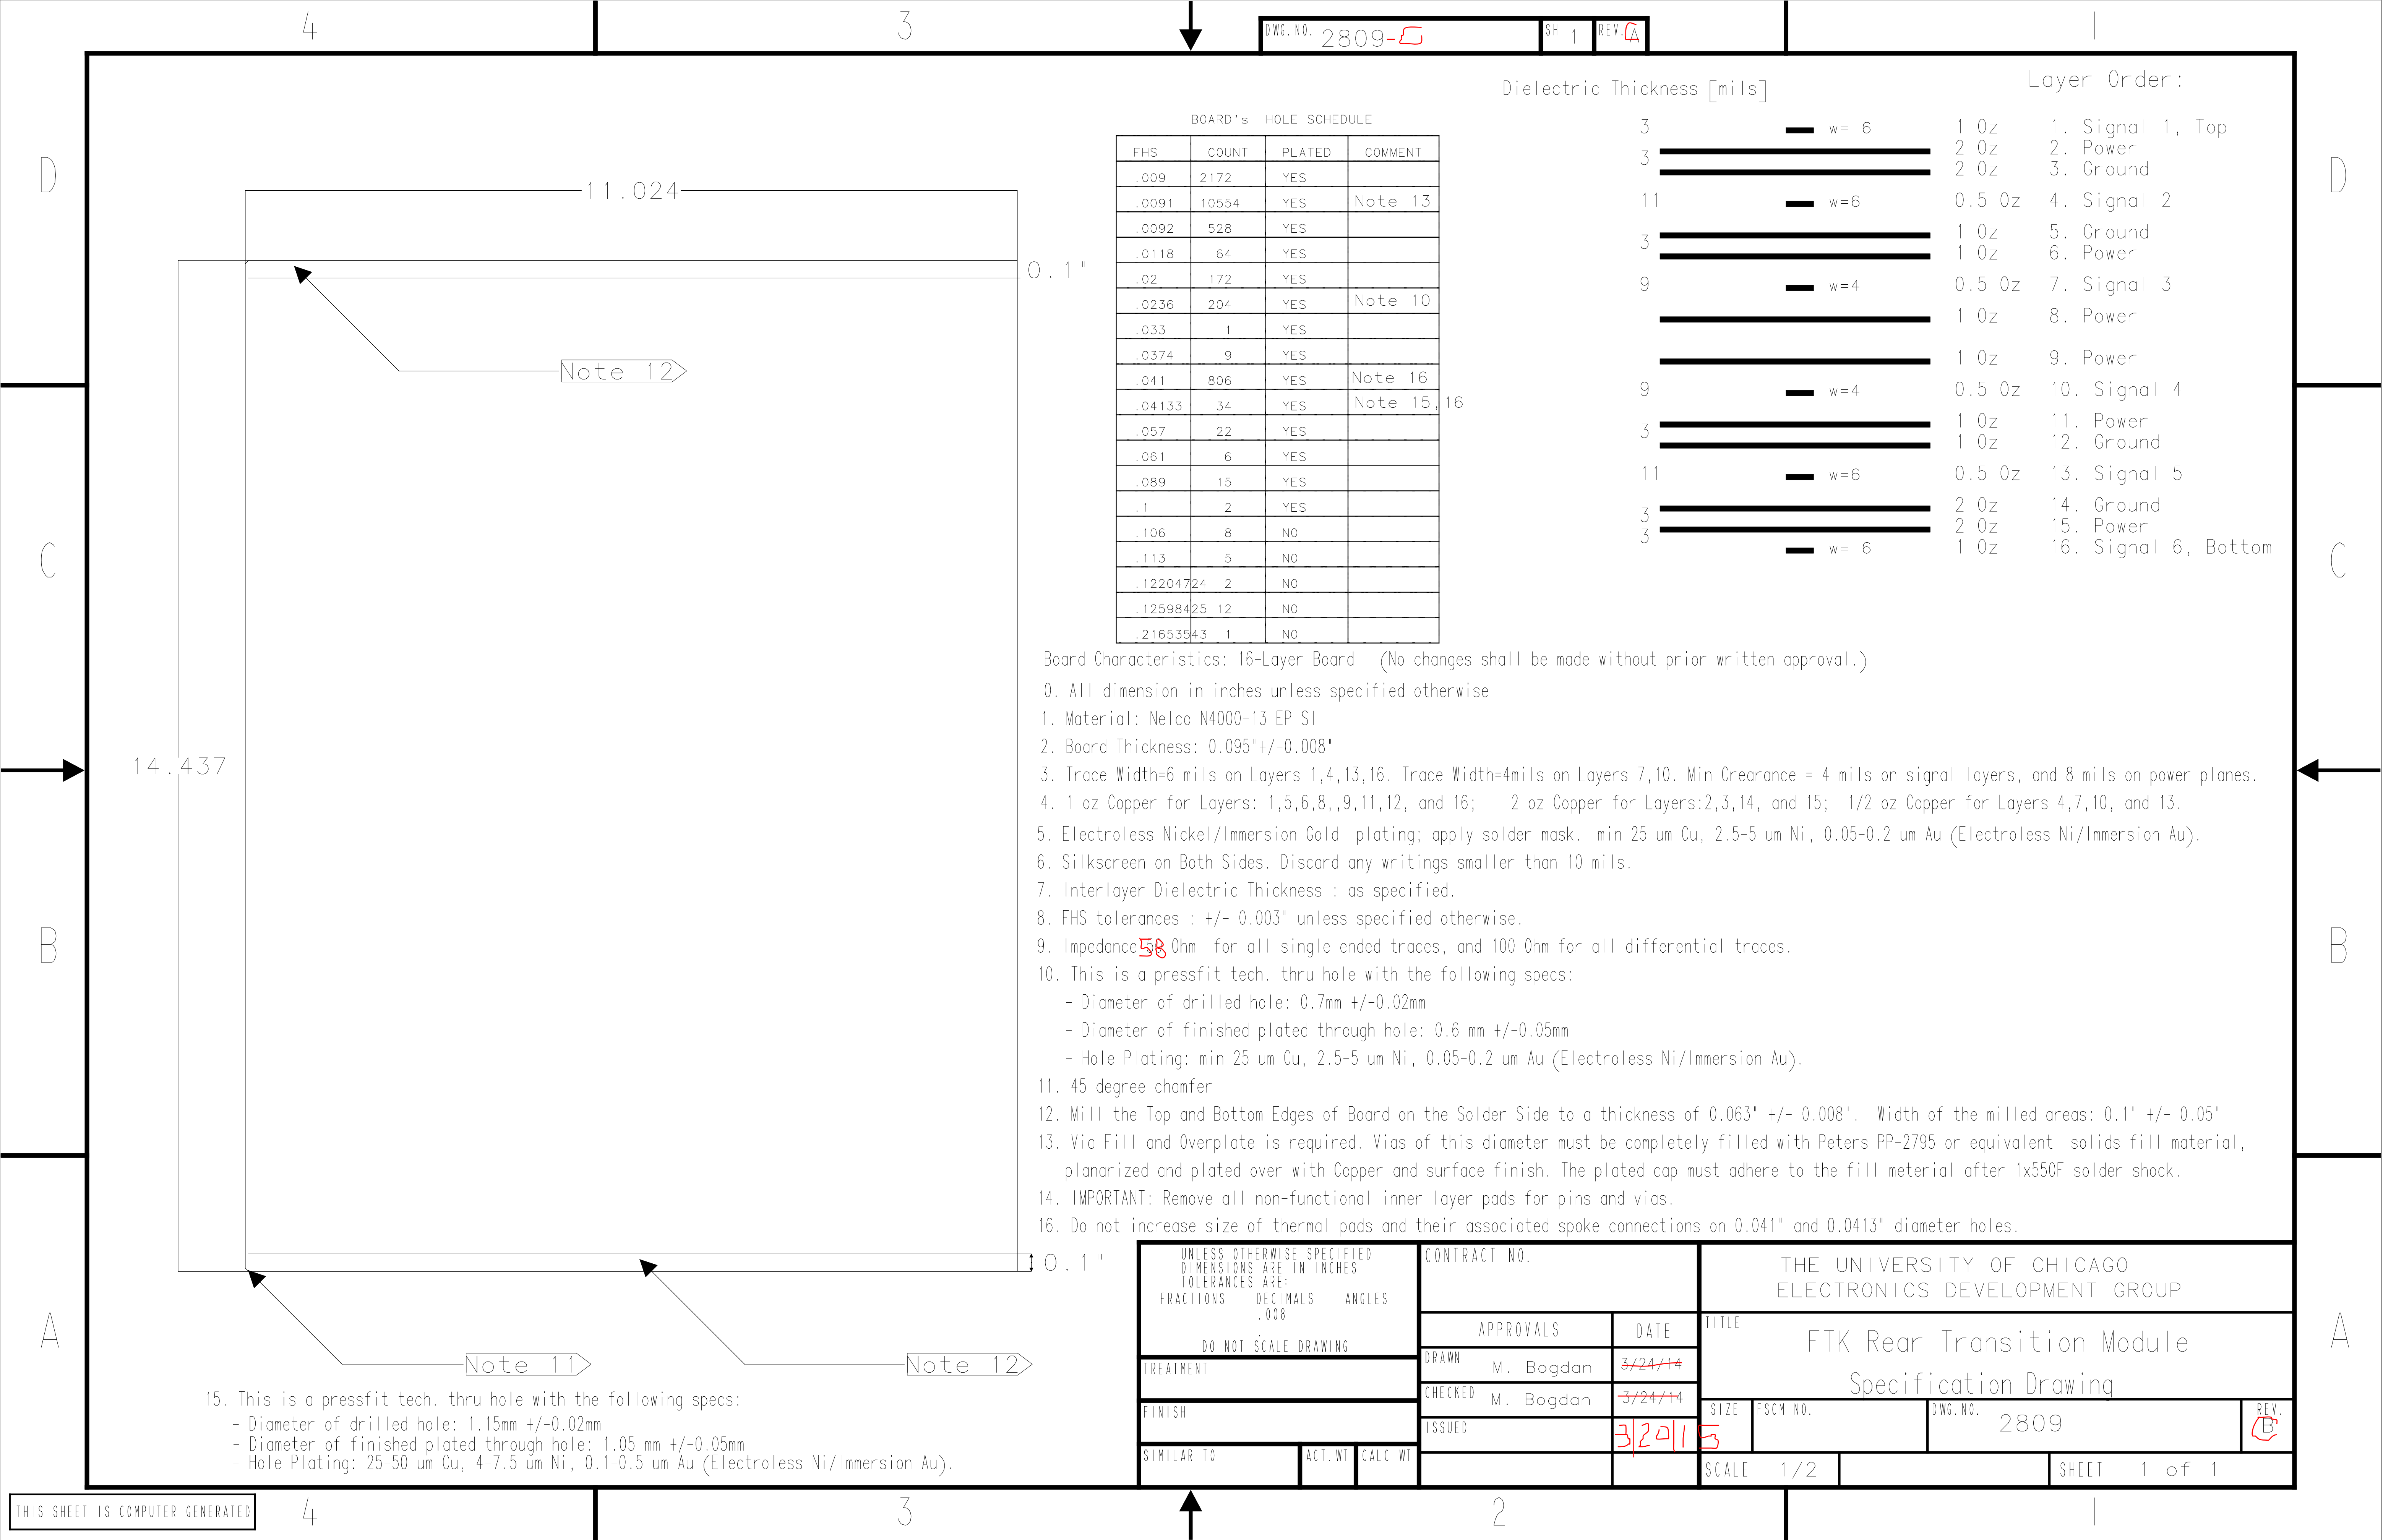 4
3
DWG.NO. 2809-C
SH 1
REV. A
1
D
C
B
A
Dielectric Thickness [mils]
Layer Order:
3 w= 6 1 Oz 1. Signal 1, Top
3 2 Oz 2. Power
2 Oz 3. Ground
11 w=6 0.5 Oz 4. Signal 2
3 1 Oz 5. Ground
1 Oz 6. Power
9 w=4 0.5 Oz 7. Signal 3
1 Oz 8. Power
1 Oz 9. Power
9 w=4 0.5 Oz 10. Signal 4
3 1 Oz 11. Power
1 Oz 12. Ground
11 w=6 0.5 Oz 13. Signal 5
3 2 Oz 14. Ground
3 2 Oz 15. Power
w= 6 1 Oz 16. Signal 6, Bottom
BOARD's HOLE SCHEDULE
FHS COUNT PLATED COMMENT
.009 2172 YES
.0091 10554 YES Note 13
.0092 528 YES
.0118 64 YES
.02 172 YES
.0236 204 YES Note 10
.033 1 YES
.0374 9 YES
.041 806 YES Note 16
.04133 34 YES Note 15,16
.057 22 YES
.061 6 YES
.089 15 YES
.1 2 YES
.106 8 NO
.113 5 NO
.12204724 2 NO
.12598425 12 NO
.21653543 1 NO
11.024
0.1"
Note 12
14.437
0.1"
Note 11
Note 12
Board Characteristics: 16-Layer Board (No changes shall be made without prior written approval.)
0. All dimension in inches unless specified otherwise
1. Material: Nelco N4000-13 EP SI
2. Board Thickness: 0.095"+/-0.008"
3. Trace Width=6 mils on Layers 1,4,13,16. Trace Width=4mils on Layers 7,10. Min Crearance = 4 mils on signal layers, and 8 mils on power planes.
4. 1 oz Copper for Layers: 1,5,6,8,,9,11,12, and 16; 2 oz Copper for Layers:2,3,14, and 15; 1/2 oz Copper for Layers 4,7,10, and 13.
5. Electroless Nickel/Immersion Gold plating; apply solder mask. min 25 um Cu, 2.5-5 um Ni, 0.05-0.2 um Au (Electroless Ni/Immersion Au).
6. Silkscreen on Both Sides. Discard any writings smaller than 10 mils.
7. Interlayer Dielectric Thickness : as specified.
8. FHS tolerances : +/- 0.003" unless specified otherwise.
9. Impedance 58 Ohm for all single ended traces, and 100 Ohm for all differential traces.
10. This is a pressfit tech. thru hole with the following specs:
- Diameter of drilled hole: 0.7mm +/-0.02mm
- Diameter of finished plated through hole: 0.6 mm +/-0.05mm
- Hole Plating: min 25 um Cu, 2.5-5 um Ni, 0.05-0.2 um Au (Electroless Ni/Immersion Au).
11. 45 degree chamfer
12. Mill the Top and Bottom Edges of Board on the Solder Side to a thickness of 0.063" +/- 0.008". Width of the milled areas: 0.1" +/- 0.05"
13. Via Fill and Overplate is required. Vias of this diameter must be completely filled with Peters PP-2795 or equivalent solids fill material,
planarized and plated over with Copper and surface finish. The plated cap must adhere to the fill meterial after 1x550F solder shock.
14. IMPORTANT: Remove all non-functional inner layer pads for pins and vias.
16. Do not increase size of thermal pads and their associated spoke connections on 0.041" and 0.0413" diameter holes.
15. This is a pressfit tech. thru hole with the following specs:
- Diameter of drilled hole: 1.15mm +/-0.02mm
- Diameter of finished plated through hole: 1.05 mm +/-0.05mm
- Hole Plating: 25-50 um Cu, 4-7.5 um Ni, 0.1-0.5 um Au (Electroless Ni/Immersion Au).
UNLESS OTHERWISE SPECIFIED
DIMENSIONS ARE IN INCHES
TOLERANCES ARE:
FRACTIONS DECIMALS ANGLES
.008
DO NOT SCALE DRAWING
TREATMENT
FINISH
SIMILAR TO
ACT.WT
CALC WT
CONTRACT NO.
APPROVALS DATE
DRAWN M. Bogdan 3/24/14
CHECKED M. Bogdan 3/24/14
ISSUED 3/20/15
THE UNIVERSITY OF CHICAGO
ELECTRONICS DEVELOPMENT GROUP
TITLE
FTK Rear Transition Module
Specification Drawing
SIZE
FSCM NO.
DWG.NO. 2809
REV. B
SCALE 1/2
SHEET 1 of 1
D
C
B
A
THIS SHEET IS COMPUTER GENERATED
4
3
2
1